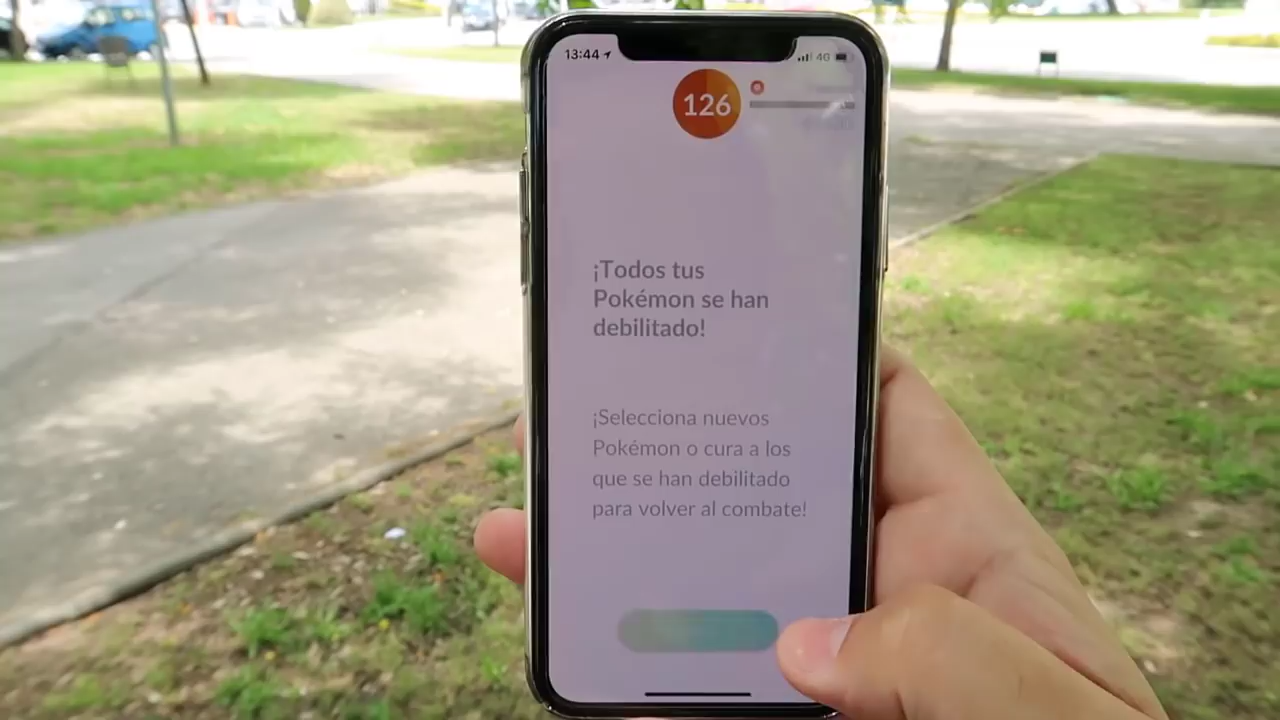 13:44
4G
126
¡Todos tus
Pokémon se han
debilitado!
¡Selecciona nuevos
Pokémon o cura a los
que se han debilitado
para volver al combate!